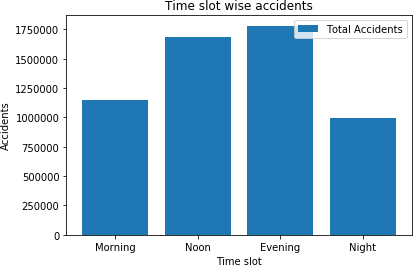 Time slot wise accidents
Total Accidents
1750000
1500000
1250000
1000000
750000
500000
250000
0
Accidents
Morning Noon Evening Night
Time slot